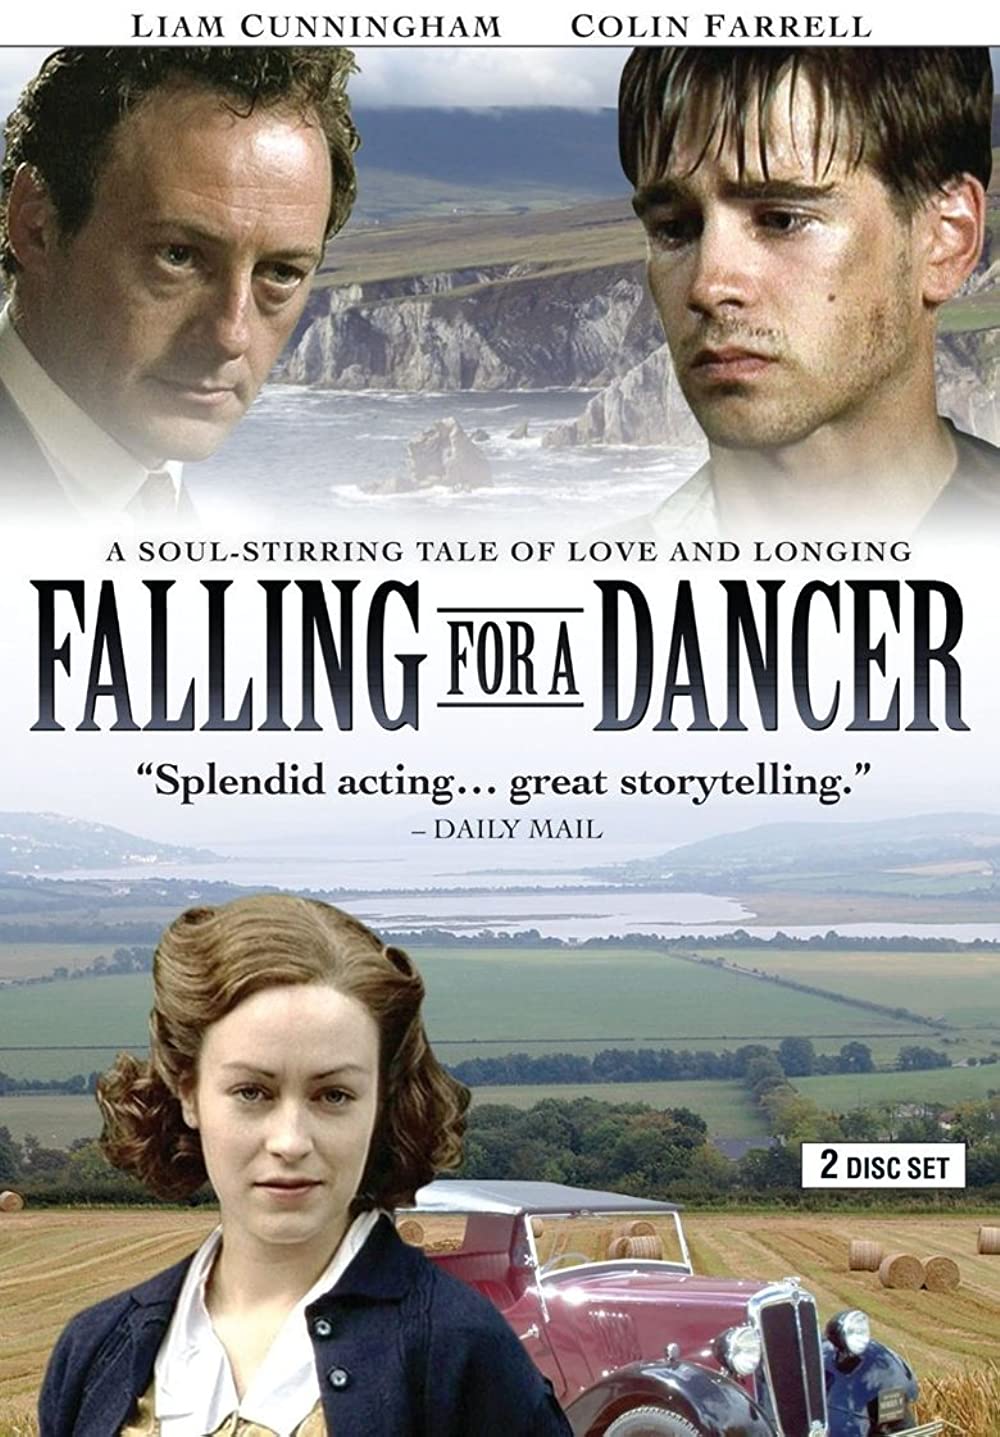 LIAM CUNNINGHAM COLIN FARRELL
A SOUL-STIRRING TALE OF LOVE AND LONGING
FALLING FOR A DANCER
“Splendid acting… great storytelling.”
– DAILY MAIL
2 DISC SET